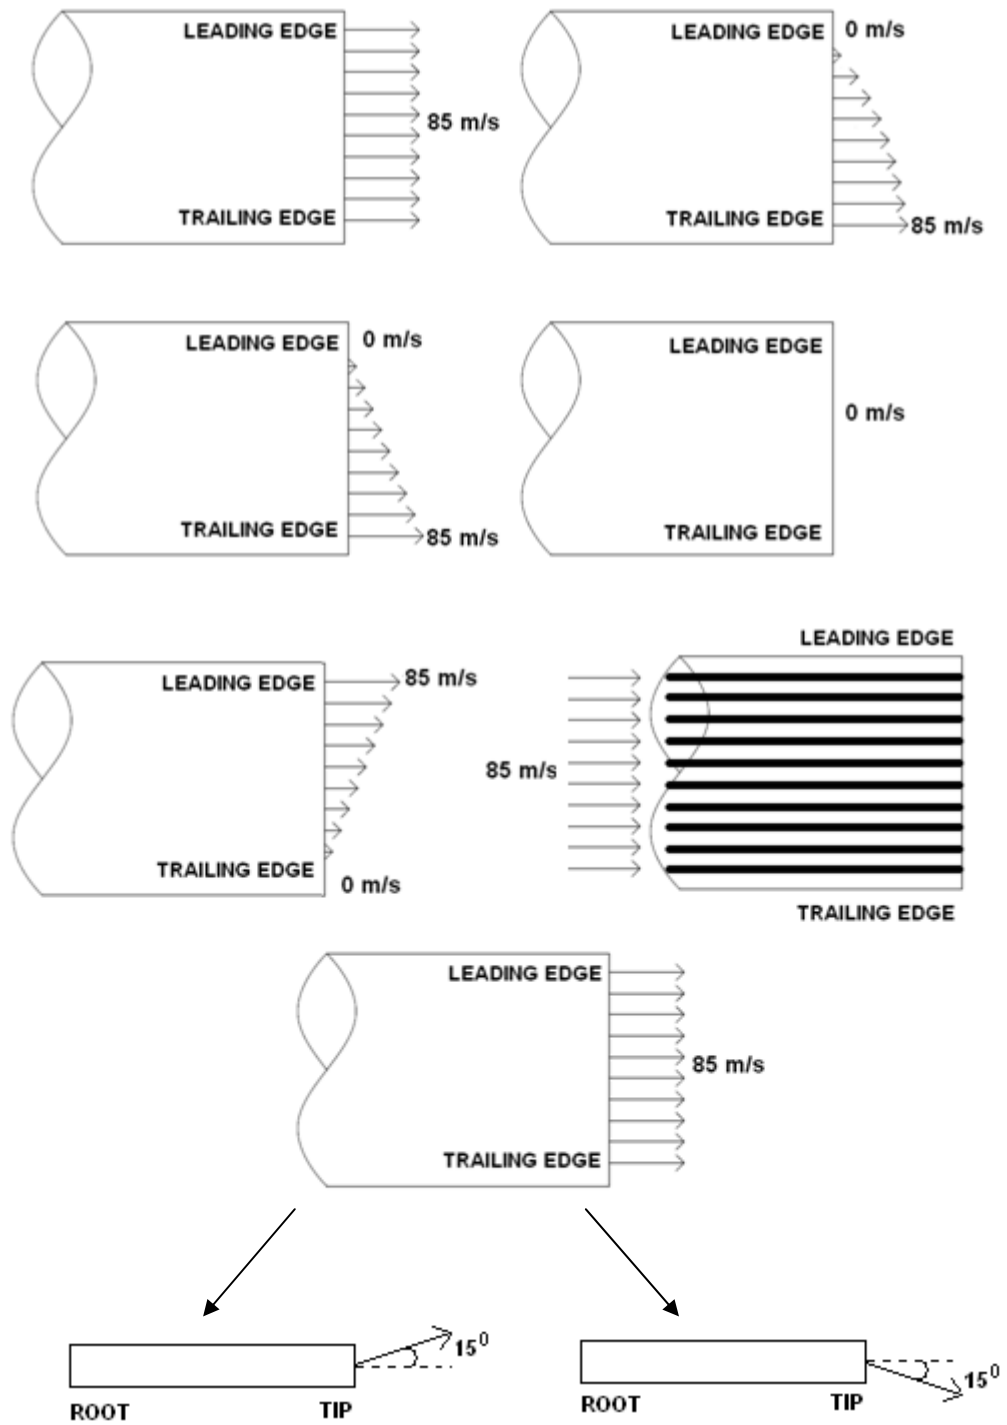 LEADING EDGE
85 m/s
TRAILING EDGE
LEADING EDGE 0 m/s
TRAILING EDGE 85 m/s
LEADING EDGE 0 m/s
TRAILING EDGE 85 m/s
LEADING EDGE
0 m/s
TRAILING EDGE
LEADING EDGE 85 m/s
TRAILING EDGE
0 m/s
LEADING EDGE
85 m/s
TRAILING EDGE
LEADING EDGE
85 m/s
TRAILING EDGE
15⁰
ROOT TIP
15⁰
ROOT TIP